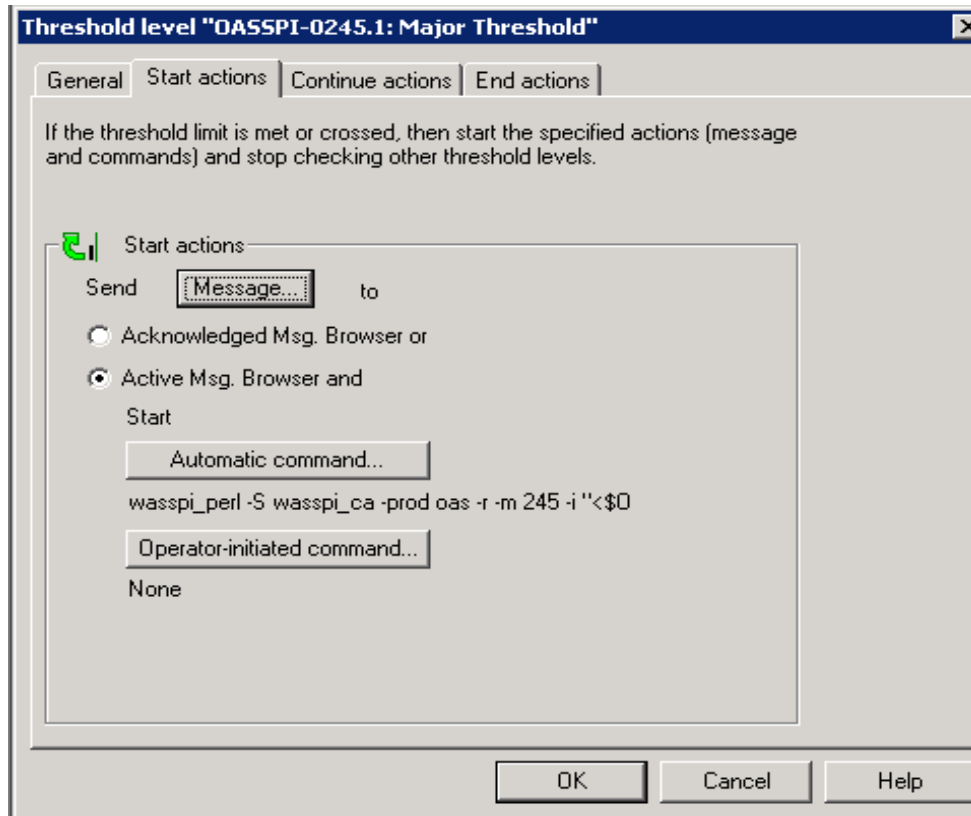 Threshold level "OASSPI-0245.1: Major Threshold"
General Start actions Continue actions End actions
If the threshold limit is met or crossed, then start the specified actions (message
and commands) and stop checking other threshold levels.
Start actions
Send Message... to
Acknowledged Msg. Browser or
Active Msg. Browser and
Start
Automatic command...
wasspi_perl -S wasspi_ca -prod oas -r -m 245 -i "<$O
Operator-initiated command...
None
OK Cancel Help